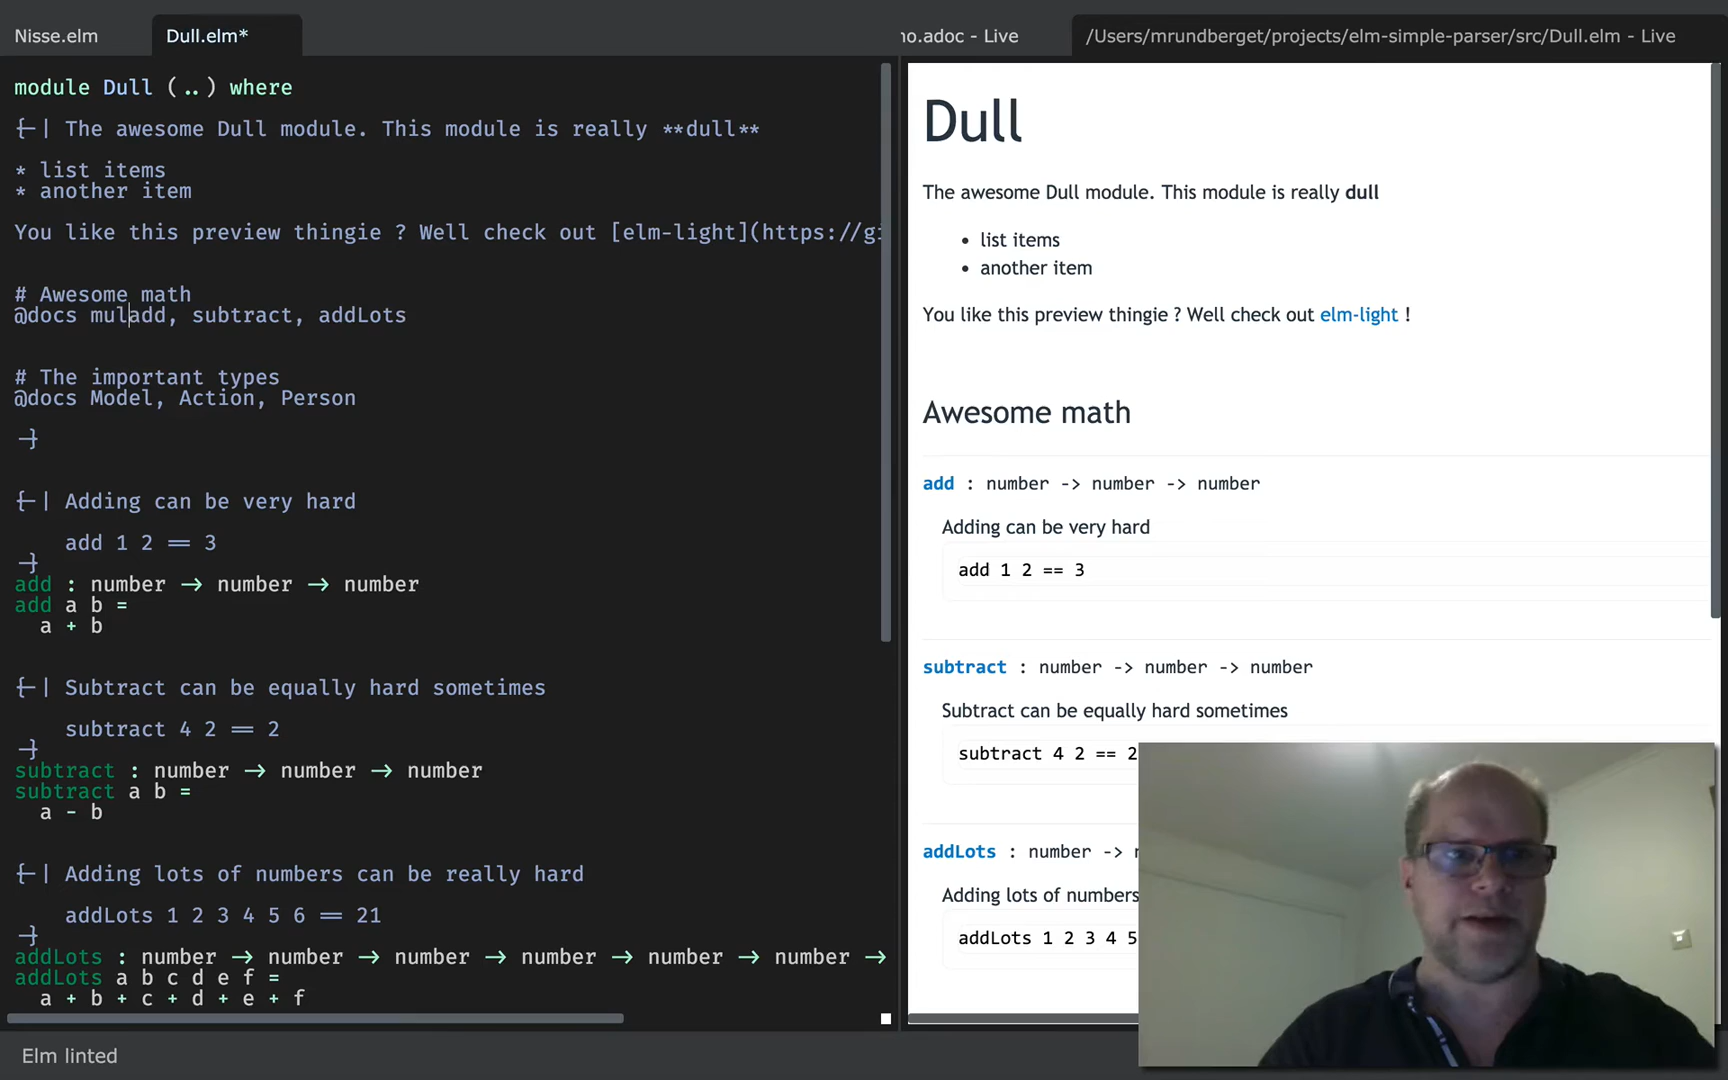 Nisse.elm
Dull.elm*
no.adoc - Live
/Users/mrundberget/projects/elm-simple-parser/src/Dull.elm - Live
module Dull (..) where
{-| The awesome Dull module. This module is really **dull**
* list items
* another item
You like this preview thingie ? Well check out [elm-light](https://gi
# Awesome math
@docs muladd, subtract, addLots
# The important types
@docs Model, Action, Person
-}
{-| Adding can be very hard
add 1 2 == 3
-}
add : number -> number -> number
add a b =
a + b
{-| Subtract can be equally hard sometimes
subtract 4 2 == 2
-}
subtract : number -> number -> number
subtract a b =
a - b
{-| Adding lots of numbers can be really hard
addLots 1 2 3 4 5 6 == 21
-}
addLots : number -> number -> number -> number -> number -> number ->
addLots a b c d e f =
a + b + c + d + e + f
Elm linted
Dull
The awesome Dull module. This module is really dull
• list items
• another item
You like this preview thingie ? Well check out elm-light !
Awesome math
add : number -> number -> number
Adding can be very hard
add 1 2 == 3
subtract : number -> number -> number
Subtract can be equally hard sometimes
subtract 4 2 == 2
addLots : number ->
Adding lots of numbers
addLots 1 2 3 4 5